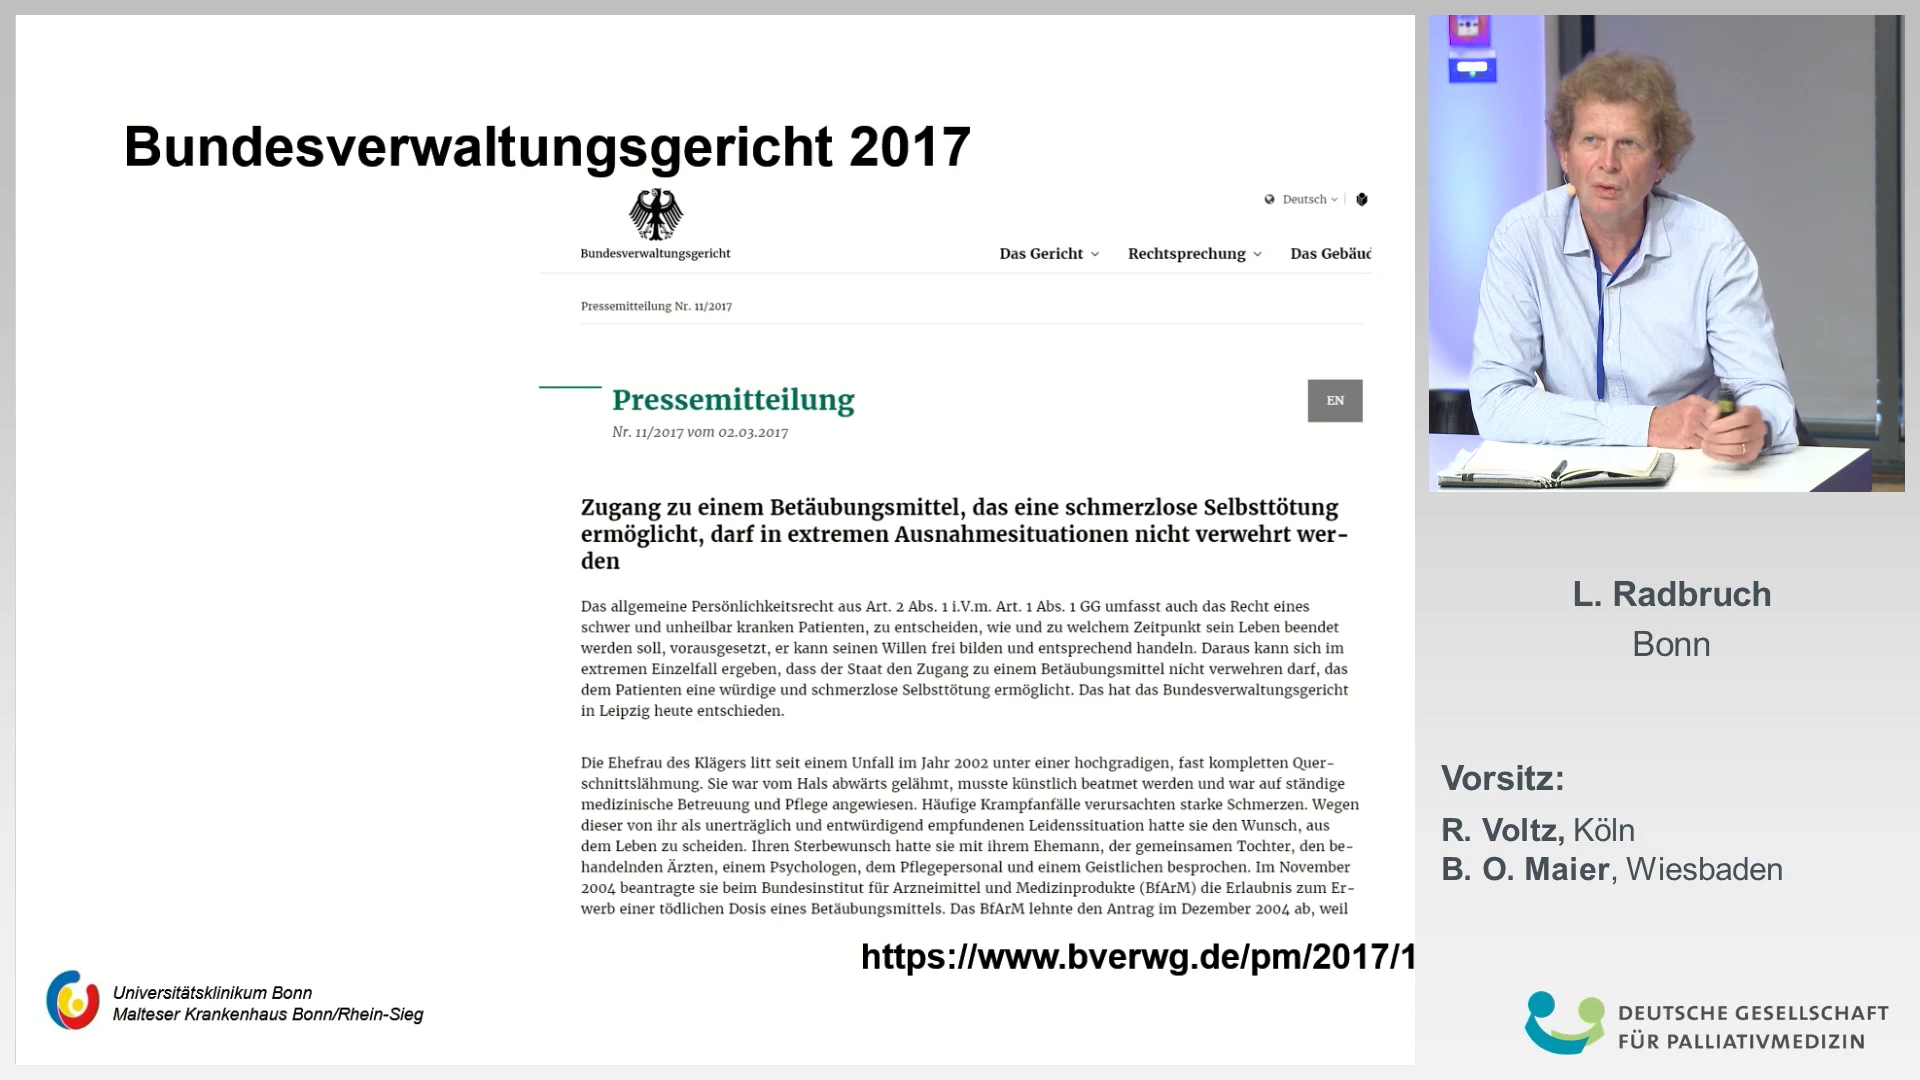 Bundesverwaltungsgericht 2017
Deutsch
Bundesverwaltungsgericht
Das Gericht
Rechtsprechung
Das Gebäud
Pressemitteilung Nr. 11/2017
Pressemitteilung
EN
Nr. 11/2017 vom 02.03.2017
Zugang zu einem Betäubungsmittel, das eine schmerzlose Selbsttötung
ermöglicht, darf in extremen Ausnahmesituationen nicht verwehrt wer-
den
Das allgemeine Persönlichkeitsrecht aus Art. 2 Abs. 1 i.V.m. Art. 1 Abs. 1 GG umfasst auch das Recht eines
schwer und unheilbar kranken Patienten, zu entscheiden, wie und zu welchem Zeitpunkt sein Leben beendet
werden soll, vorausgesetzt, er kann seinen Willen frei bilden und entsprechend handeln. Daraus kann sich im
extremen Einzelfall ergeben, dass der Staat den Zugang zu einem Betäubungsmittel nicht verwehren darf, das
dem Patienten eine würdige und schmerzlose Selbsttötung ermöglicht. Das hat das Bundesverwaltungsgericht
in Leipzig heute entschieden.
Die Ehefrau des Klägers litt seit einem Unfall im Jahr 2002 unter einer hochgradigen, fast kompletten Quer-
schnittslähmung. Sie war vom Hals abwärts gelähmt, musste künstlich beatmet werden und war auf ständige
medizinische Betreuung und Pflege angewiesen. Häufige Krampfanfälle verursachten starke Schmerzen. Wegen
dieser von ihr als unerträglich und entwürdigend empfundenen Leidenssituation hatte sie den Wunsch, aus
dem Leben zu scheiden. Ihren Sterbewunsch hatte sie mit ihrem Ehemann, der gemeinsamen Tochter, den be-
handelnden Ärzten, einem Psychologen, dem Pflegepersonal und einem Geistlichen besprochen. Im November
2004 beantragte sie beim Bundesinstitut für Arzneimittel und Medizinprodukte (BfArM) die Erlaubnis zum Er-
werb einer tödlichen Dosis eines Betäubungsmittels. Das BfArM lehnte den Antrag im Dezember 2004 ab, weil
https://www.bverwg.de/pm/2017/1
Universitätsklinikum Bonn
Malteser Krankenhaus Bonn/Rhein-Sieg
L. Radbruch
Bonn
Vorsitz:
R. Voltz, Köln
B. O. Maier, Wiesbaden
DEUTSCHE GESELLSCHAFT
FÜR PALLIATIVMEDIZIN